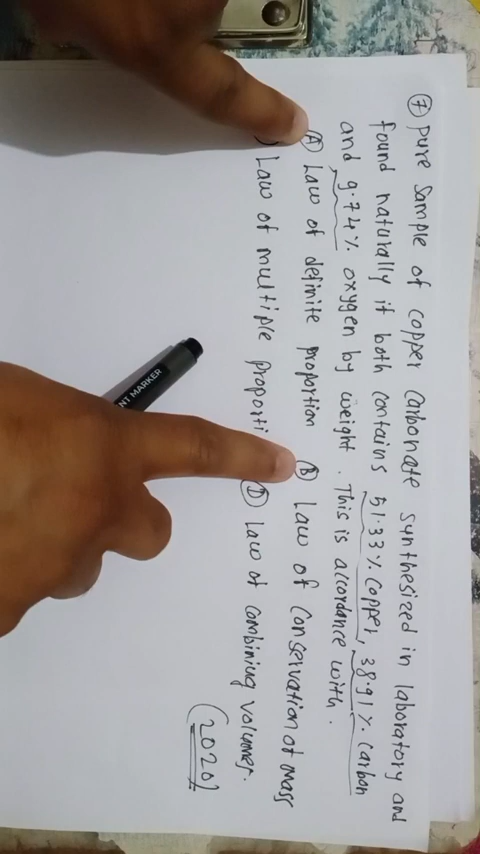 ⑦ Pure Sample of copper Carbonate synthesized in laboratory and
found naturally if both contains 51.33% Copper, 38.91% Carbon
and 9.74% oxygen by weight. This is accordance with.
Ⓐ Law of definite proportion Ⓑ Law of Conservation of mass
Law of multiple proporti Ⓓ Law of combining volumes.
(2020)
NT MARKER